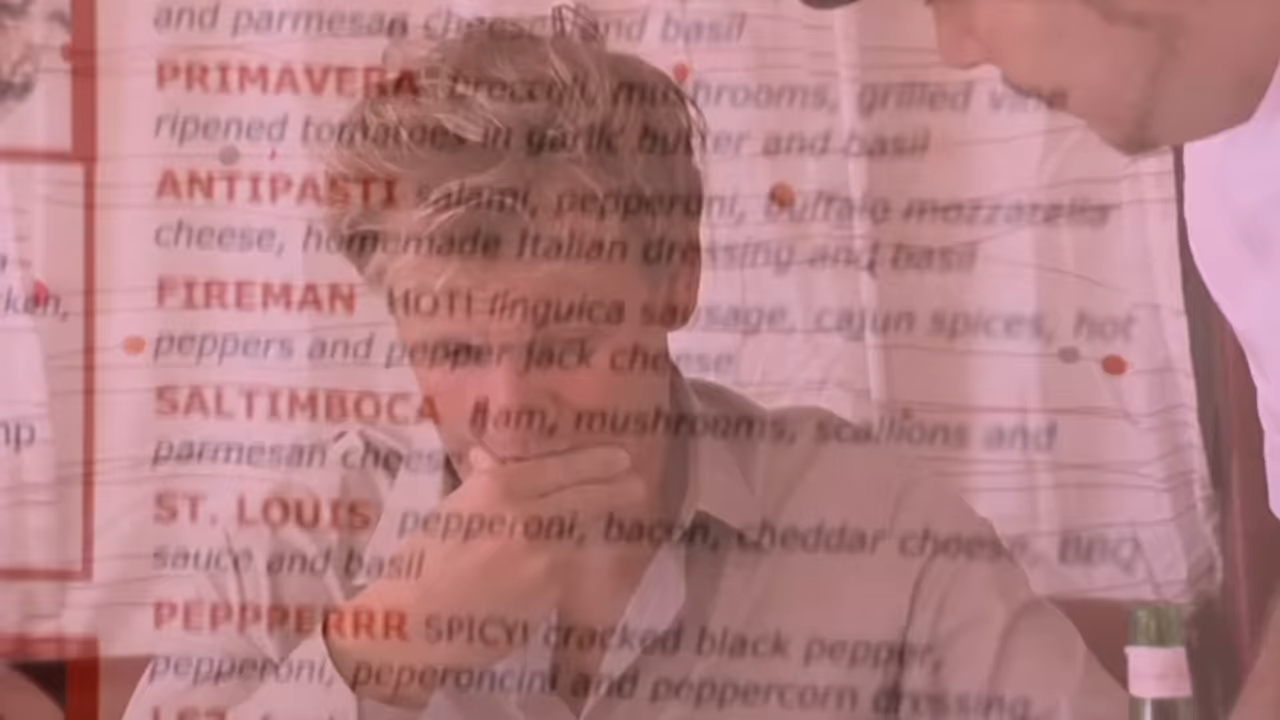 and parmesan cheese, and basil
PRIMAVERA broccoli, mushrooms, grilled vine
ripened tomatoes in garlic butter and basil
ANTIPASTI salami, pepperoni, buffalo mozzarella
cheese, homemade Italian dressing and basil
FIREMAN HOT! linguica sausage, cajun spices, hot
peppers and pepper jack cheese
SALTIMBOCA Ham, mushrooms, scallions and
parmesan cheese
ST. LOUIS pepperoni, bacon, cheddar cheese, BBQ
sauce and basil
PEPPPERRR SPICY! cracked black pepper,
pepperoni, peperoncini and peppercorn dressing